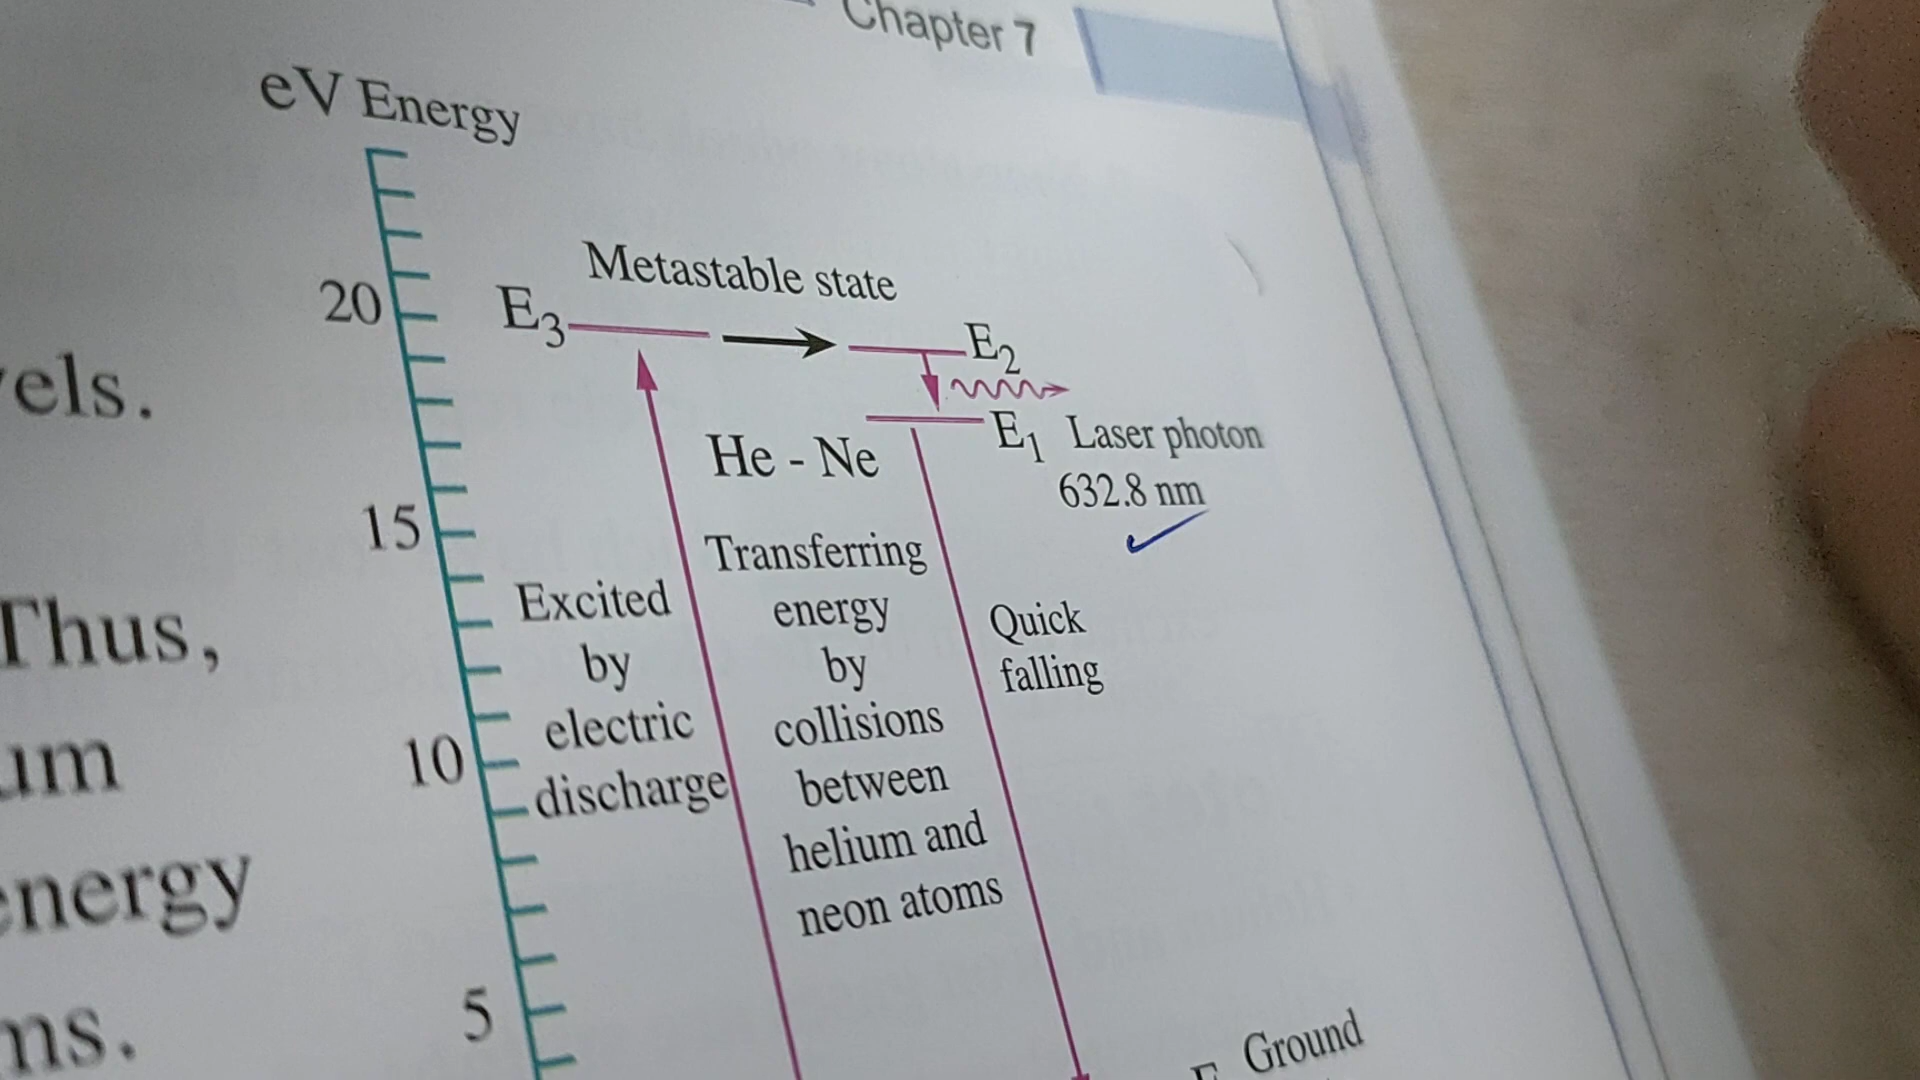 Chapter 7
eV Energy
Metastable state
20
E3
E2
els.
E1 Laser photon
He - Ne
632.8 nm
15
Transferring
energy
by
collisions
between
helium and
neon atoms
Excited
by
electric
discharge
Quick
falling
Thus,
10
um
energy
5
ms.
Ground